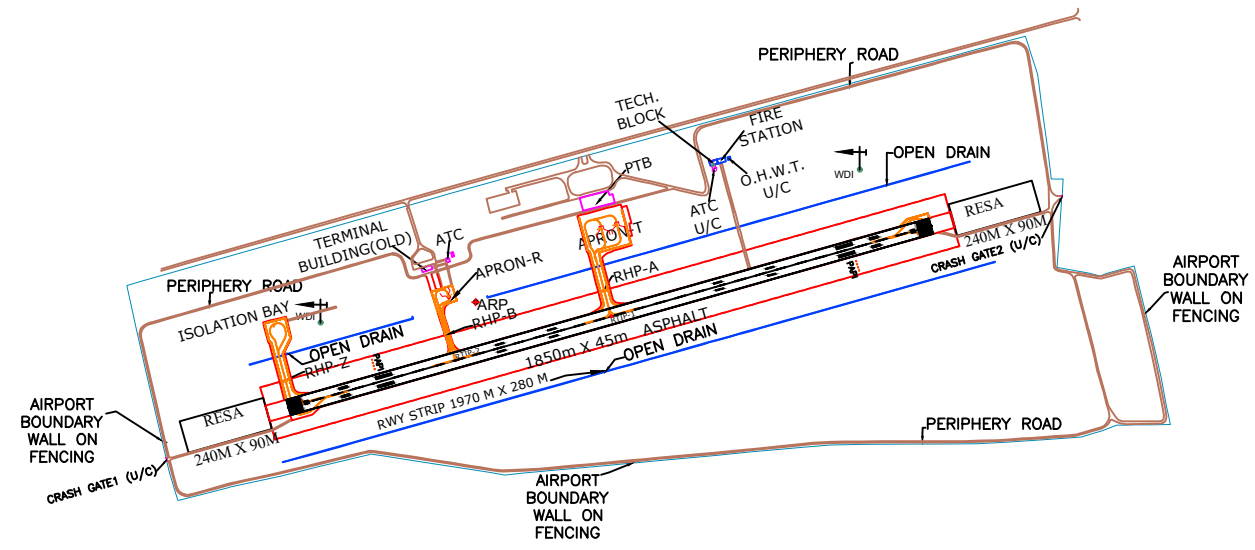 PERIPHERY ROAD
AIRPORT
BOUNDARY
WALL ON
FENCING
TECH.
BLOCK
FIRE
STATION
O.H.W.T.
U/C
WDI
OPEN DRAIN
PTB
ATC
U/C
RESA
240M X 90M
CRASH GATE2 (U/C)
TERMINAL
BUILDING(OLD)
ATC
APRON-T
APRON-R
RHP-A
PERIPHERY ROAD
ISOLATION BAY
WDI
ARP
RHP-B
PAPI
OPEN DRAIN
RHP-Z
PAPI
1850m X 45m ASPHALT
OPEN DRAIN
RWY STRIP 1970 M X 280 M
AIRPORT
BOUNDARY
WALL ON
FENCING
RESA
240M X 90M
CRASH GATE1 (U/C)
PERIPHERY ROAD
AIRPORT
BOUNDARY
WALL ON
FENCING